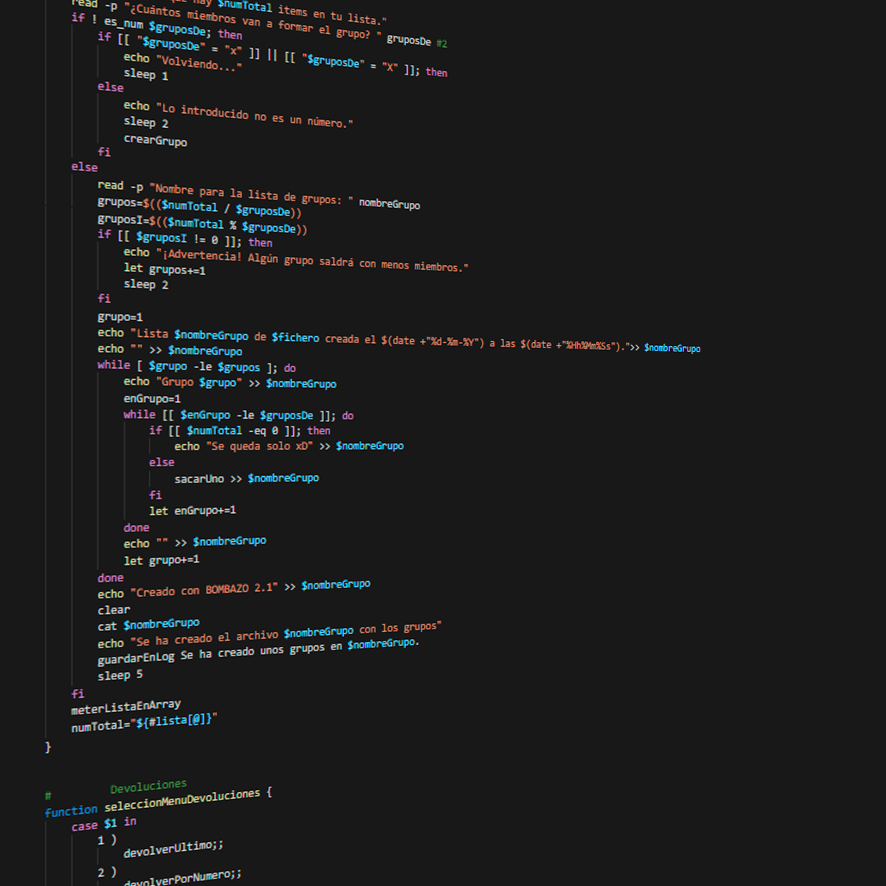 hay $numTotal items en tu lista."
read -p "¿Cuántos miembros van a formar el grupo? " gruposDe #2
if ! es_num $gruposDe; then
if [[ "$gruposDe" = "x" ]] || [[ "$gruposDe" = "X" ]]; then
echo "Volviendo..."
sleep 1
else
echo "Lo introducido no es un número."
sleep 2
crearGrupo
fi
else
read -p "Nombre para la lista de grupos: " nombreGrupo
grupos=$(($numTotal / $gruposDe))
gruposI=$(($numTotal % $gruposDe))
if [[ $gruposI != 0 ]]; then
echo "¡Advertencia! Algún grupo saldrá con menos miembros."
let grupos+=1
sleep 2
fi
grupo=1
echo "Lista $nombreGrupo de $fichero creada el $(date +"%d-%m-%Y") a las $(date +"%Hh%Mm%Ss").">> $nombreGrupo
echo "" >> $nombreGrupo
while [ $grupo -le $grupos ]; do
echo "Grupo $grupo" >> $nombreGrupo
enGrupo=1
while [[ $enGrupo -le $gruposDe ]]; do
if [[ $numTotal -eq 0 ]]; then
echo "Se queda solo xD" >> $nombreGrupo
else
sacarUno >> $nombreGrupo
fi
let enGrupo+=1
done
echo "" >> $nombreGrupo
let grupo+=1
done
echo "Creado con BOMBAZO 2.1" >> $nombreGrupo
clear
cat $nombreGrupo
echo "Se ha creado el archivo $nombreGrupo con los grupos"
guardarEnLog Se ha creado unos grupos en $nombreGrupo.
sleep 5
fi
meterListaEnArray
numTotal="${#lista[@]}"
}
# Devoluciones
function seleccionMenuDevoluciones {
case $1 in
1 )
devolverUltimo;;
2 )
devolverPorNumero;;